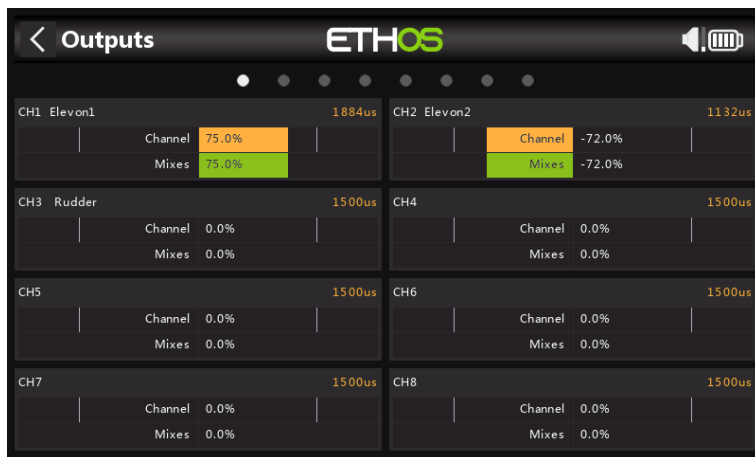 < Outputs ETHOS
CH1 Elevon1 1884us
Channel 75.0%
Mixes 75.0%
CH2 Elevon2 1132us
Channel -72.0%
Mixes -72.0%
CH3 Rudder 1500us
Channel 0.0%
Mixes 0.0%
CH4 1500us
Channel 0.0%
Mixes 0.0%
CH5 1500us
Channel 0.0%
Mixes 0.0%
CH6 1500us
Channel 0.0%
Mixes 0.0%
CH7 1500us
Channel 0.0%
Mixes 0.0%
CH8 1500us
Channel 0.0%
Mixes 0.0%